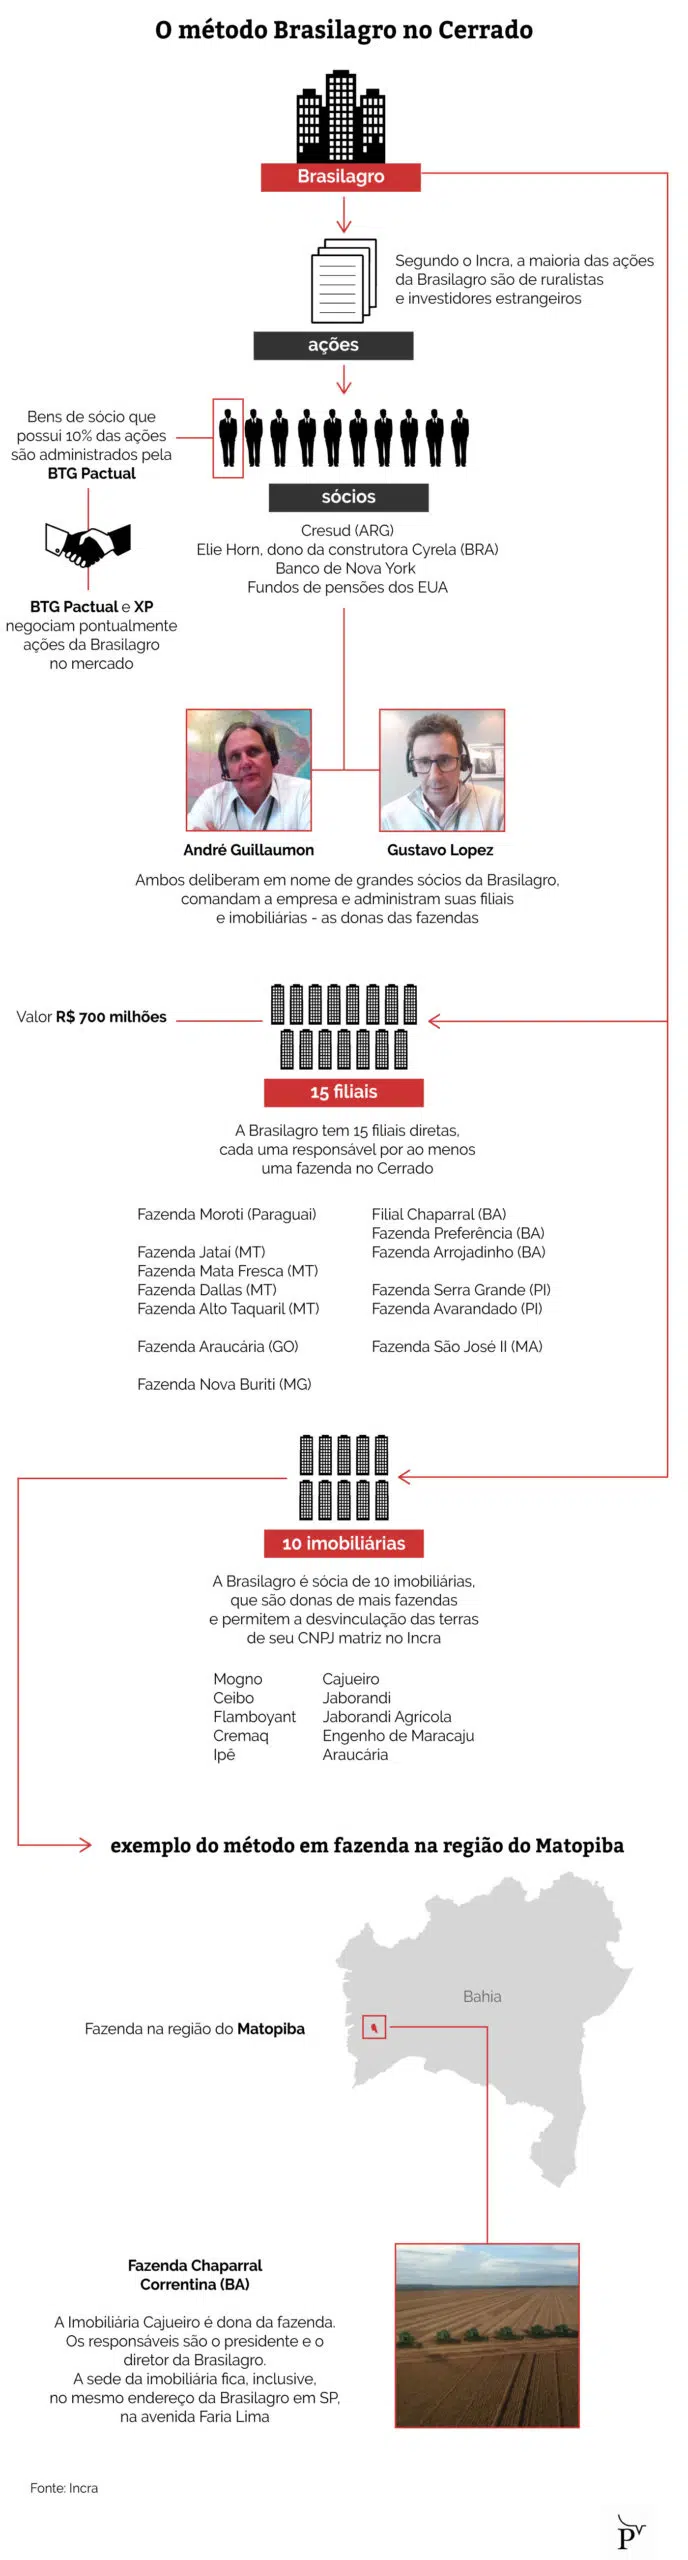 O método Brasilagro no Cerrado
Brasilagro
Segundo o Incra, a maioria das ações
da Brasilagro são de ruralistas
e investidores estrangeiros
ações
Bens de sócio que
possui 10% das ações
são administrados pela
BTG Pactual
sócios
Cresud (ARG)
Elie Horn, dono da construtora Cyrela (BRA)
Banco de Nova York
Fundos de pensões dos EUA
BTG Pactual e XP
negociam pontualmente
ações da Brasilagro
no mercado
André Guillaumon
Gustavo Lopez
Ambos deliberam em nome de grandes sócios da Brasilagro,
comandam a empresa e administram suas filiais
e imobiliárias - as donas das fazendas
Valor R$ 700 milhões
15 filiais
A Brasilagro tem 15 filiais diretas,
cada uma responsável por ao menos
uma fazenda no Cerrado
Fazenda Moroti (Paraguai)
Fazenda Jataí (MT)
Fazenda Mata Fresca (MT)
Fazenda Dallas (MT)
Fazenda Alto Taquaril (MT)
Fazenda Araucária (GO)
Fazenda Nova Buriti (MG)
Filial Chaparral (BA)
Fazenda Preferência (BA)
Fazenda Arrojadinho (BA)
Fazenda Serra Grande (PI)
Fazenda Avarandado (PI)
Fazenda São José II (MA)
10 imobiliárias
A Brasilagro é sócia de 10 imobiliárias,
que são donas de mais fazendas
e permitem a desvinculação das terras
de seu CNPJ matriz no Incra
Mogno
Ceibo
Flamboyant
Cremaq
Ipê
Cajueiro
Jaborandi
Jaborandi Agrícola
Engenho de Maracaju
Araucária
exemplo do método em fazenda na região do Matopiba
Bahia
Fazenda na região do Matopiba
Fazenda Chaparral
Correntina (BA)
A Imobiliária Cajueiro é dona da fazenda.
Os responsáveis são o presidente e o
diretor da Brasilagro.
A sede da imobiliária fica, inclusive,
no mesmo endereço da Brasilagro em SP,
na avenida Faria Lima
Fonte: Incra
P